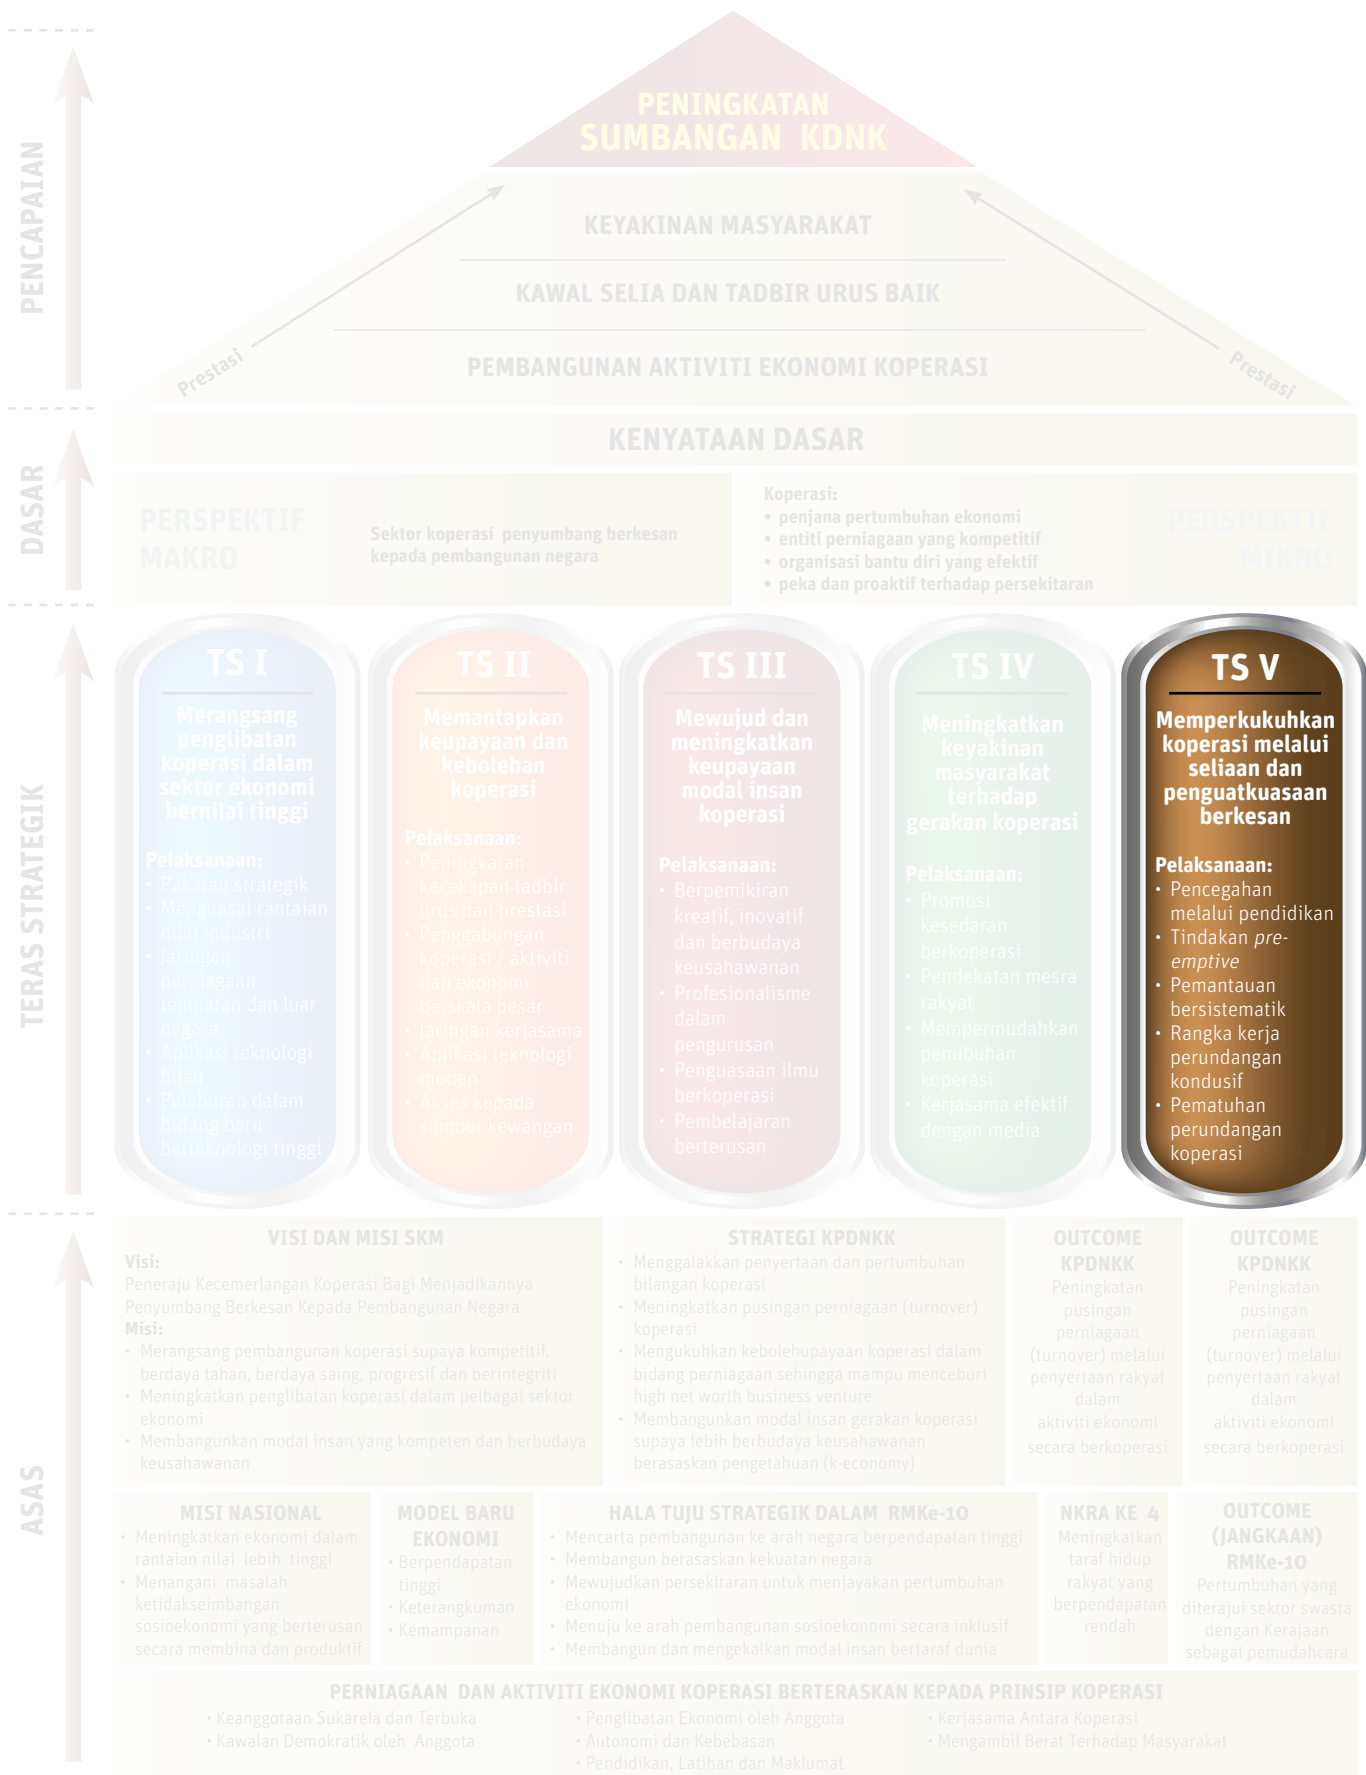 PENCAPAIAN
PENINGKATAN
SUMBANGAN KDNK
KEYAKINAN MASYARAKAT
KAWAL SELIA DAN TADBIR URUS BAIK
PEMBANGUNAN AKTIVITI EKONOMI KOPERASI
Prestasi
Prestasi
DASAR
KENYATAAN DASAR
PERSPEKTIF
MAKRO
Sektor koperasi penyumbang berkesan
kepada pembangunan negara
Koperasi:
• penjana pertumbuhan ekonomi
• entiti perniagaan yang kompetitif
• organisasi bantu diri yang efektif
• peka dan proaktif terhadap persekitaran
PERSPEKTIF
MIKRO
TERAS STRATEGIK
TS I
Merangsang
penglibatan
koperasi dalam
sektor ekonomi
bernilai tinggi
Pelaksanaan:
• Pakatan strategik
• Menguasai rantaian
nilai industri
• Jaringan
perniagaan
tempatan dan luar
negara
• Aplikasi teknologi
hijau
• Pelaburan dalam
bidang baru
berteknologi tinggi
TS II
Memantapkan
keupayaan dan
kebolehan
koperasi
Pelaksanaan:
• Peningkatan
kecekapan tadbir
urus dan prestasi
• Penggabungan
koperasi / aktiviti
dan ekonomi
berskala besar
• Jaringan kerjasama
• Aplikasi teknologi
moden
• Akses kepada
sumber kewangan
TS III
Mewujud dan
meningkatkan
keupayaan
modal insan
koperasi
Pelaksanaan:
• Berpemikiran
kreatif, inovatif
dan berbudaya
keusahawanan
• Profesionalisme
dalam
pengurusan
• Penguasaan ilmu
berkoperasi
• Pembelajaran
berterusan
TS IV
Meningkatkan
keyakinan
masyarakat
terhadap
gerakan koperasi
Pelaksanaan:
• Promosi
kesedaran
berkoperasi
• Pendekatan mesra
rakyat
• Mempermudahkan
penubuhan
koperasi
• Kerjasama efektif
dengan media
TS V
Memperkukuhkan
koperasi melalui
seliaan dan
penguatkuasaan
berkesan
Pelaksanaan:
• Pencegahan
melalui pendidikan
• Tindakan pre-
emptive
• Pemantauan
bersistematik
• Rangka kerja
perundangan
kondusif
• Pematuhan
perundangan
koperasi
ASAS
VISI DAN MISI SKM
Visi:
Peneraju Kecemerlangan Koperasi Bagi Menjadikannya
Penyumbang Berkesan Kepada Pembangunan Negara
Misi:
• Merangsang pembangunan koperasi supaya kompetitif,
berdaya tahan, berdaya saing, progresif dan berintegriti
• Meningkatkan penglibatan koperasi dalam pelbagai sektor
ekonomi
• Membangunkan modal insan yang kompeten dan berbudaya
keusahawanan
STRATEGI KPDNKK
• Menggalakkan penyertaan dan pertumbuhan
bilangan koperasi
• Meningkatkan pusingan perniagaan (turnover)
koperasi
• Mengukuhkan kebolehupayaan koperasi dalam
bidang perniagaan sehingga mampu menceburi
high net worth business venture
• Membangunkan modal insan gerakan koperasi
supaya lebih berbudaya keusahawanan
berasaskan pengetahuan (k-economy)
OUTCOME
KPDNKK
Peningkatan
pusingan
perniagaan
(turnover) melalui
penyertaan rakyat
dalam
aktiviti ekonomi
secara berkoperasi
OUTCOME
KPDNKK
Peningkatan
pusingan
perniagaan
(turnover) melalui
penyertaan rakyat
dalam
aktiviti ekonomi
secara berkoperasi
MISI NASIONAL
• Meningkatkan ekonomi dalam
rantaian nilai lebih tinggi
• Menangani masalah
ketidakseimbangan
sosioekonomi yang berterusan
secara membina dan produktif
MODEL BARU
EKONOMI
• Berpendapatan
tinggi
• Keterangkuman
• Kemampanan
HALA TUJU STRATEGIK DALAM RMKe-10
• Mencarta pembangunan ke arah negara berpendapatan tinggi
• Membangun berasaskan kekuatan negara
• Mewujudkan persekitaran untuk menjayakan pertumbuhan
ekonomi
• Menuju ke arah pembangunan sosioekonomi secara inklusif
• Membangun dan mengekalkan modal insan bertaraf dunia
NKRA KE 4
Meningkatkan
taraf hidup
rakyat yang
berpendapatan
rendah
OUTCOME
(JANGKAAN)
RMKe-10
Pertumbuhan yang
diterajui sektor swasta
dengan Kerajaan
sebagai pemudahcara
PERNIAGAAN DAN AKTIVITI EKONOMI KOPERASI BERTERASKAN KEPADA PRINSIP KOPERASI
• Keanggotaan Sukarela dan Terbuka
• Kawalan Demokratik oleh Anggota
• Penglibatan Ekonomi oleh Anggota
• Autonomi dan Kebebasan
• Pendidikan, Latihan dan Maklumat
• Kerjasama Antara Koperasi
• Mengambil Berat Terhadap Masyarakat